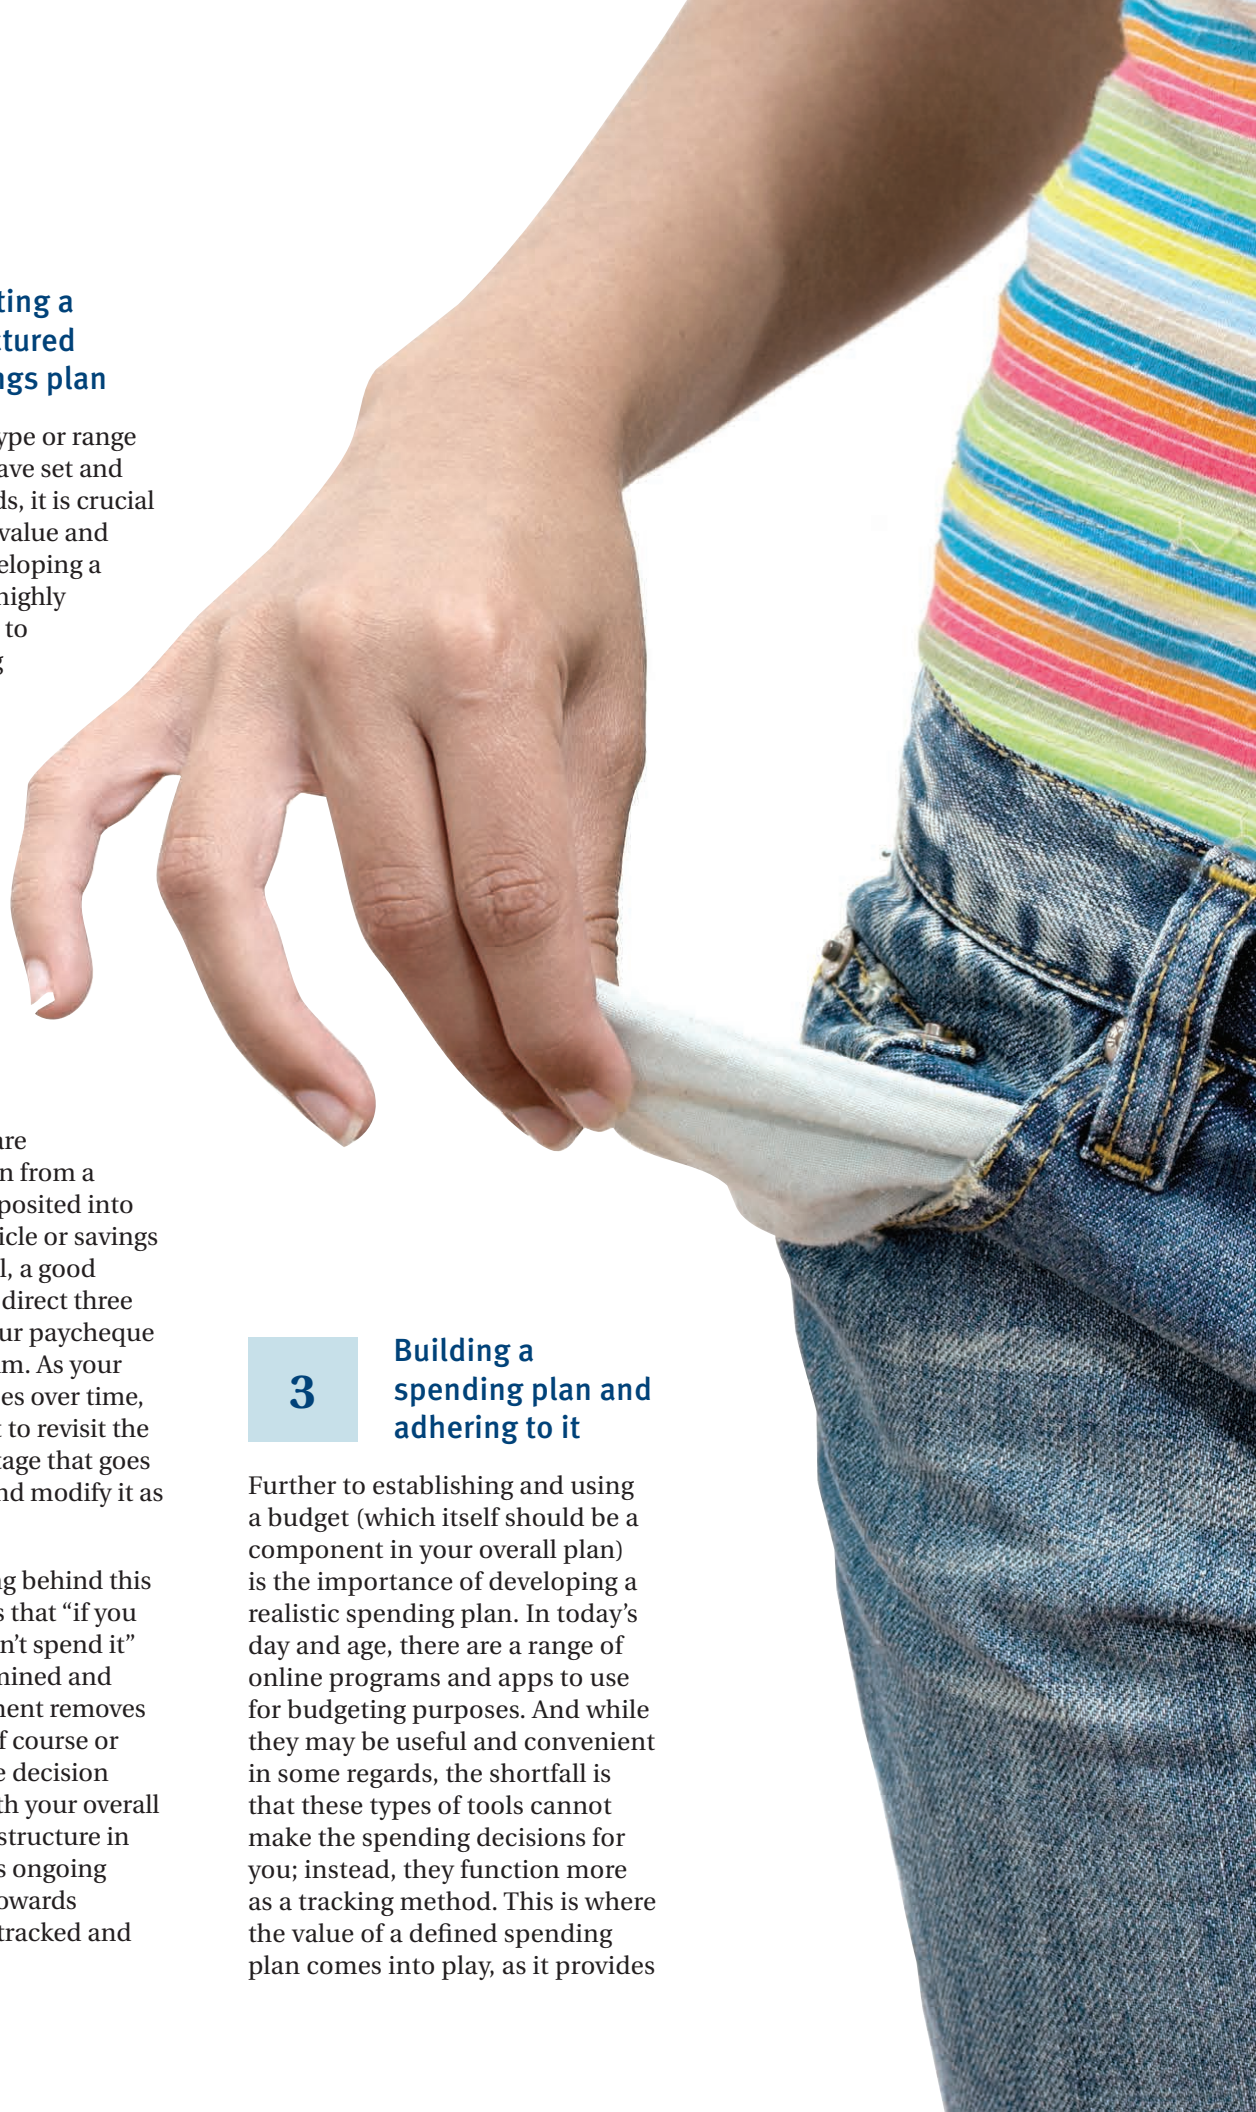 ting a
tured
ngs plan
ype or range
ave set and
ds, it is crucial
value and
eloping a
highly
to
g
are
n from a
posited into
icle or savings
l, a good
direct three
ur paycheque
m. As your
es over time,
t to revisit the
tage that goes
nd modify it as
g behind this
s that “if you
n’t spend it”
mined and
ment removes
f course or
e decision
th your overall
structure in
s ongoing
owards
tracked and
3
Building a
spending plan and
adhering to it
Further to establishing and using
a budget (which itself should be a
component in your overall plan)
is the importance of developing a
realistic spending plan. In today’s
day and age, there are a range of
online programs and apps to use
for budgeting purposes. And while
they may be useful and convenient
in some regards, the shortfall is
that these types of tools cannot
make the spending decisions for
you; instead, they function more
as a tracking method. This is where
the value of a defined spending
plan comes into play, as it provides